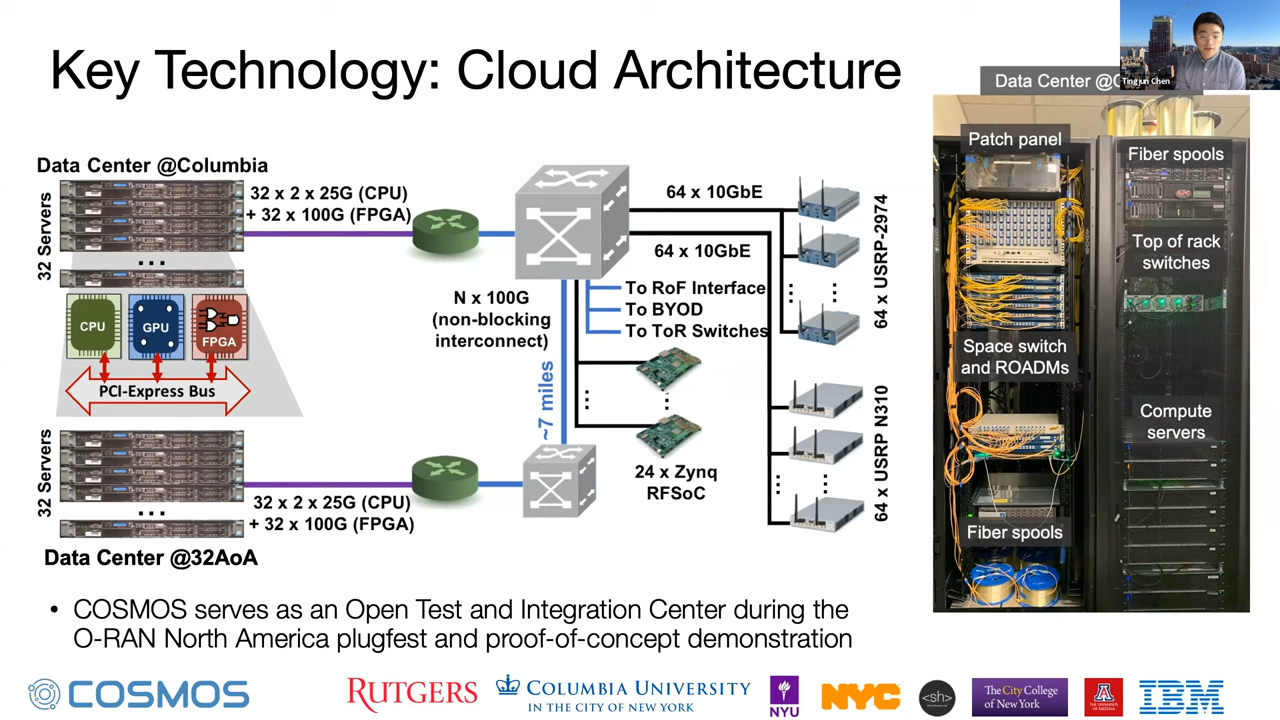 Key Technology: Cloud Architecture
Tingjun Chen
Data Center @C
Data Center @Columbia
32 Servers
32 x 2 x 25G (CPU)
+ 32 x 100G (FPGA)
...
CPU
GPU
FPGA
PCI-Express Bus
32 Servers
...
32 x 2 x 25G (CPU)
+ 32 x 100G (FPGA)
Data Center @32AoA
N x 100G
(non-blocking
interconnect)
~7 miles
64 x 10GbE
64 x 10GbE
To RoF Interface
To BYOD
To ToR Switches
24 x Zynq
RFSoC
64 x USRP-2974
64 x USRP N310
Patch panel
Space switch
and ROADMs
Fiber spools
Fiber spools
Top of rack
switches
Compute
servers
• COSMOS serves as an Open Test and Integration Center during the
O-RAN North America plugfest and proof-of-concept demonstration
COSMOS
RUTGERS
COLUMBIA UNIVERSITY
IN THE CITY OF NEW YORK
NYU
NYC
<sh>
The City College
of New York
A
IBM